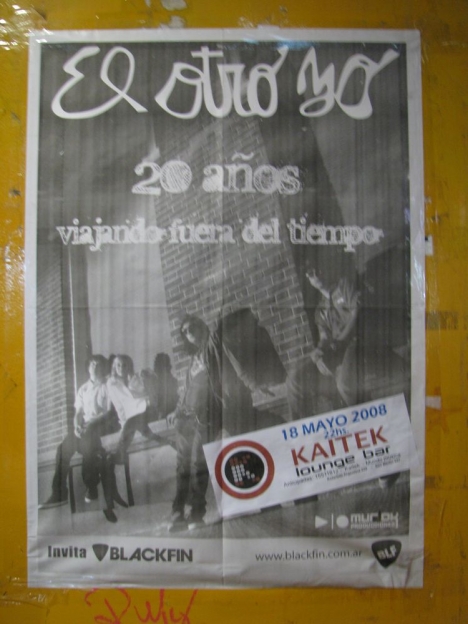 El otro yo
20 años
viajando fuera del tiempo
18 MAYO 2008
22hs.
KAITEK
lounge bar
Invita BLACKFIN
www.blackfin.com.ar
BLF